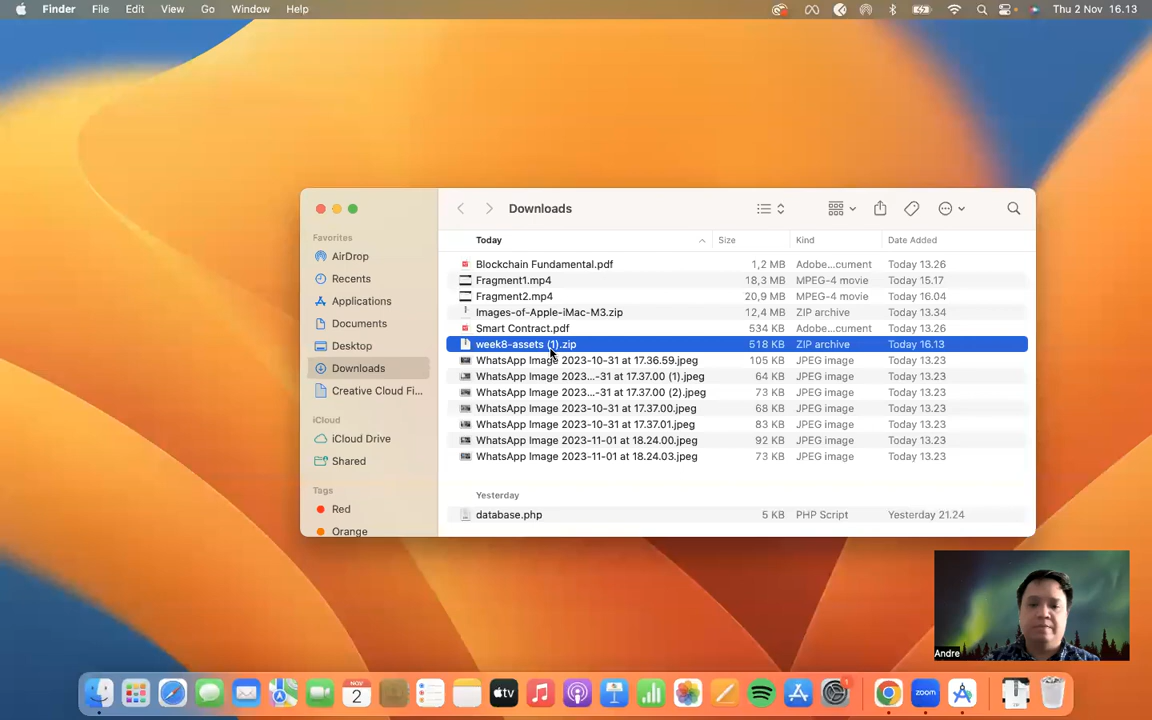 Finder File Edit View Go Window Help Thu 2 Nov 16.13
Downloads
Favorites
AirDrop
Recents
Applications
Documents
Desktop
Downloads
Creative Cloud Fi...
iCloud
iCloud Drive
Shared
Tags
Red
Orange
Today Size Kind Date Added
Blockchain Fundamental.pdf 1,2 MB Adobe...cument Today 13.26
Fragment1.mp4 18,3 MB MPEG-4 movie Today 15.17
Fragment2.mp4 20,9 MB MPEG-4 movie Today 16.04
Images-of-Apple-iMac-M3.zip 12,4 MB ZIP archive Today 13.34
Smart Contract.pdf 534 KB Adobe...cument Today 13.26
week8-assets (1).zip 518 KB ZIP archive Today 16.13
WhatsApp Image 2023-10-31 at 17.36.59.jpeg 105 KB JPEG image Today 13.23
WhatsApp Image 2023...-31 at 17.37.00 (1).jpeg 64 KB JPEG image Today 13.23
WhatsApp Image 2023...-31 at 17.37.00 (2).jpeg 73 KB JPEG image Today 13.23
WhatsApp Image 2023-10-31 at 17.37.00.jpeg 68 KB JPEG image Today 13.23
WhatsApp Image 2023-10-31 at 17.37.01.jpeg 83 KB JPEG image Today 13.23
WhatsApp Image 2023-11-01 at 18.24.00.jpeg 92 KB JPEG image Today 13.23
WhatsApp Image 2023-11-01 at 18.24.03.jpeg 73 KB JPEG image Today 13.23
Yesterday
database.php 5 KB PHP Script Yesterday 21.24
Andre
NOV
2
tv
zoom
1
ZIP